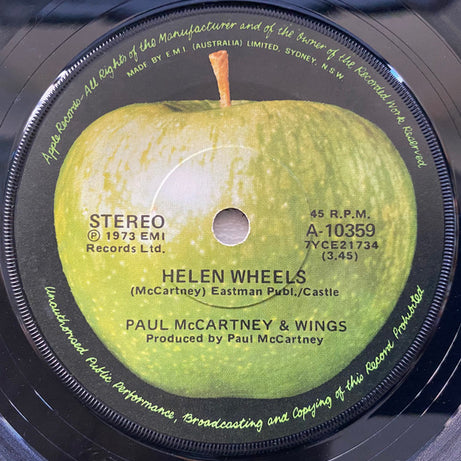 Apple Records-All Rights of the Manufacturer and of the Owner of the Recorded Work Reserved
MADE BY E.M.I. (AUSTRALIA) LIMITED, SYDNEY, N.S.W
STEREO
℗ 1973 EMI
Records Ltd.
45 R.P.M.
A-10359
7YCE21734
(3.45)
HELEN WHEELS
(McCartney) Eastman Publ./Castle
PAUL McCARTNEY & WINGS
Produced by Paul McCartney
Unauthorised Public Performance, Broadcasting and Copying of this Record Prohibited